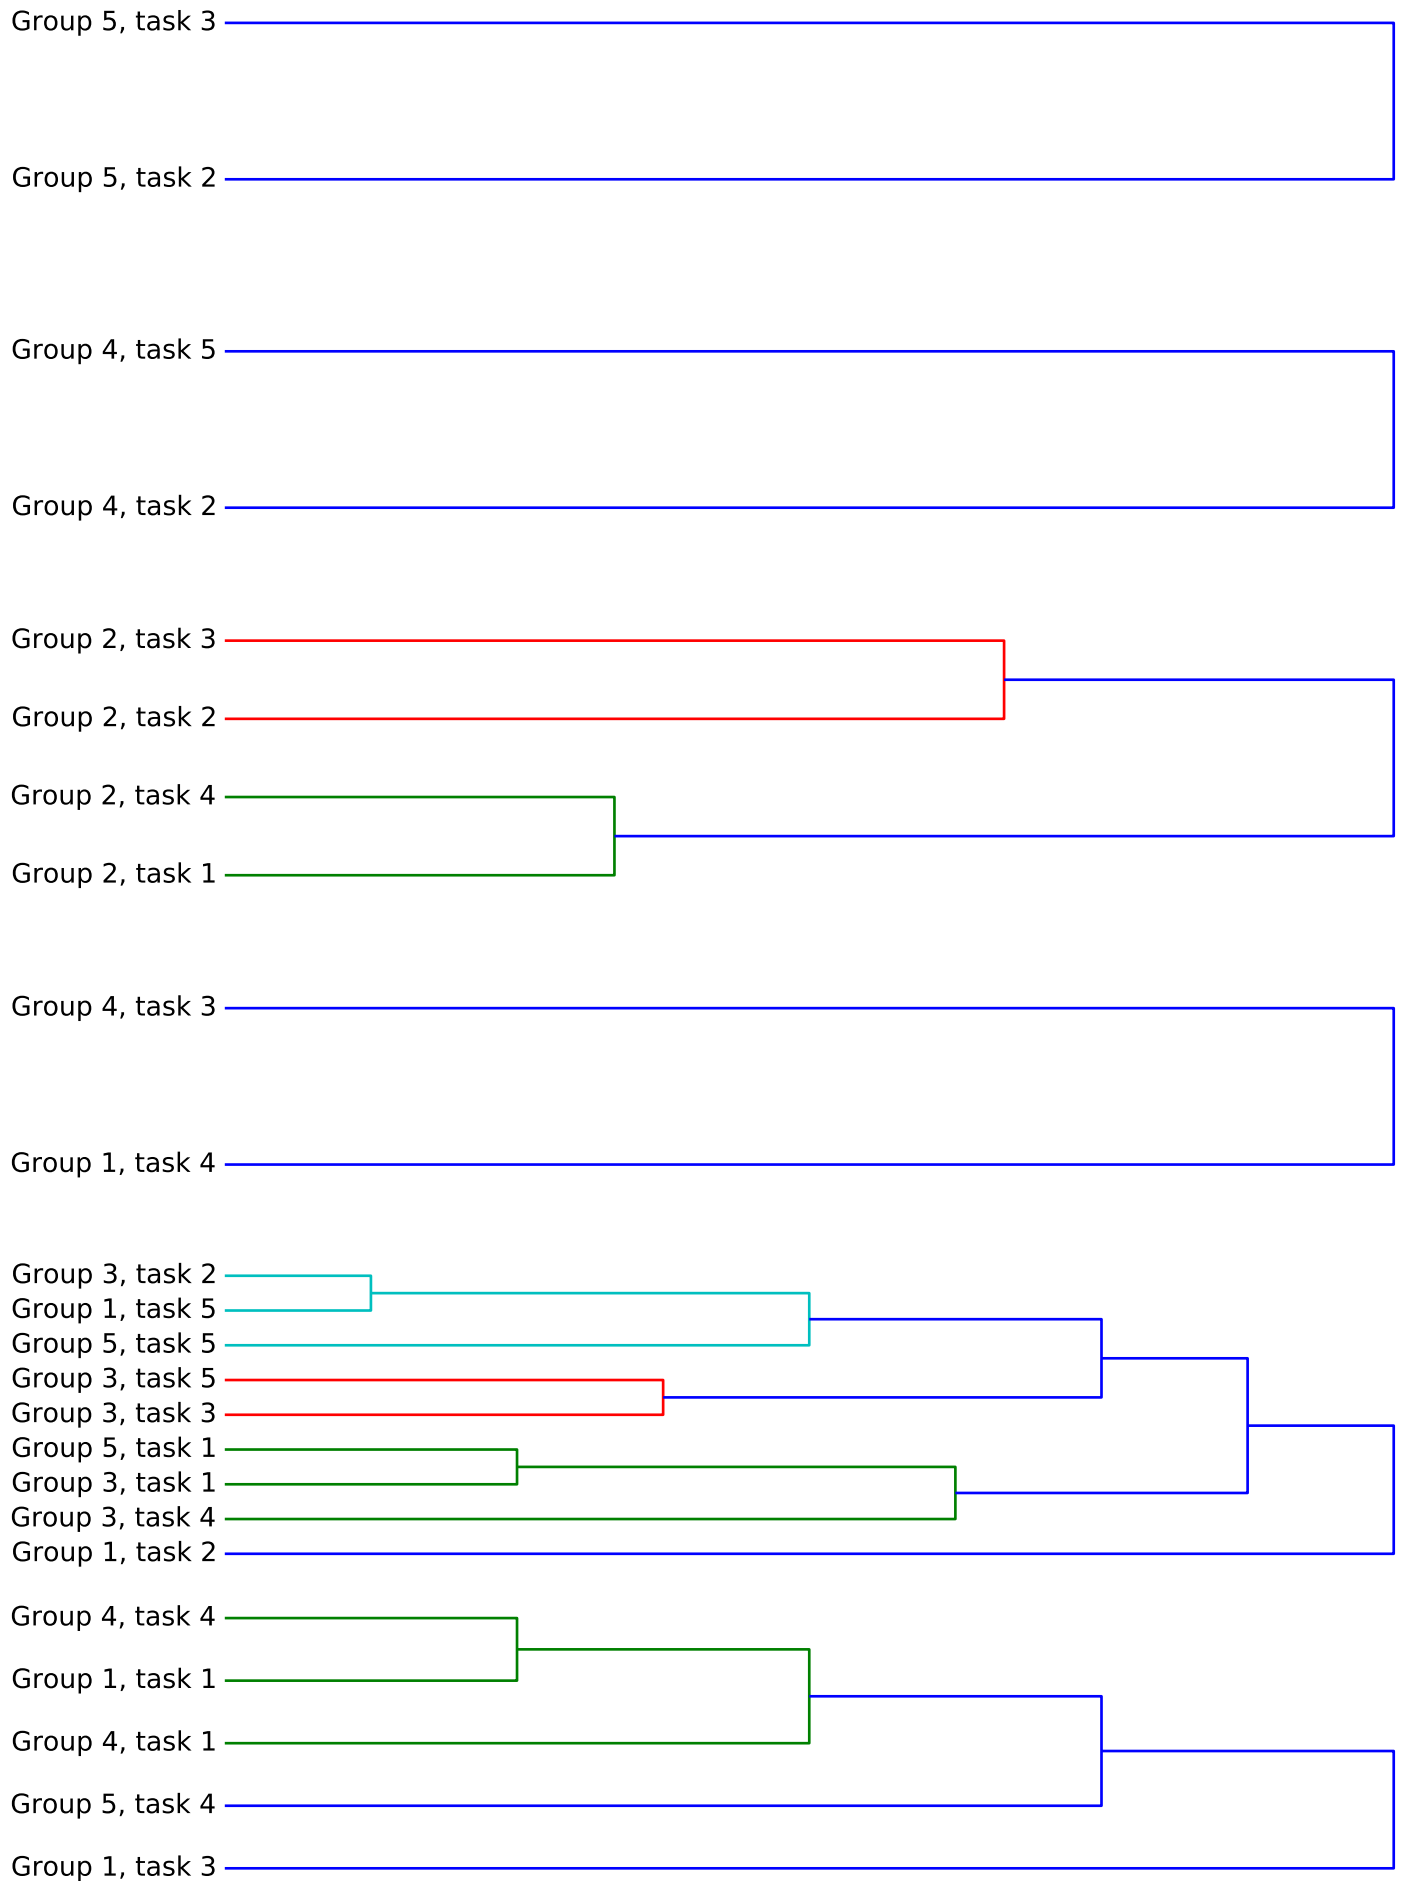 Group 5, task 3
Group 5, task 2
Group 4, task 5
Group 4, task 2
Group 2, task 3
Group 2, task 2
Group 2, task 4
Group 2, task 1
Group 4, task 3
Group 1, task 4
Group 3, task 2
Group 1, task 5
Group 5, task 5
Group 3, task 5
Group 3, task 3
Group 5, task 1
Group 3, task 1
Group 3, task 4
Group 1, task 2
Group 4, task 4
Group 1, task 1
Group 4, task 1
Group 5, task 4
Group 1, task 3